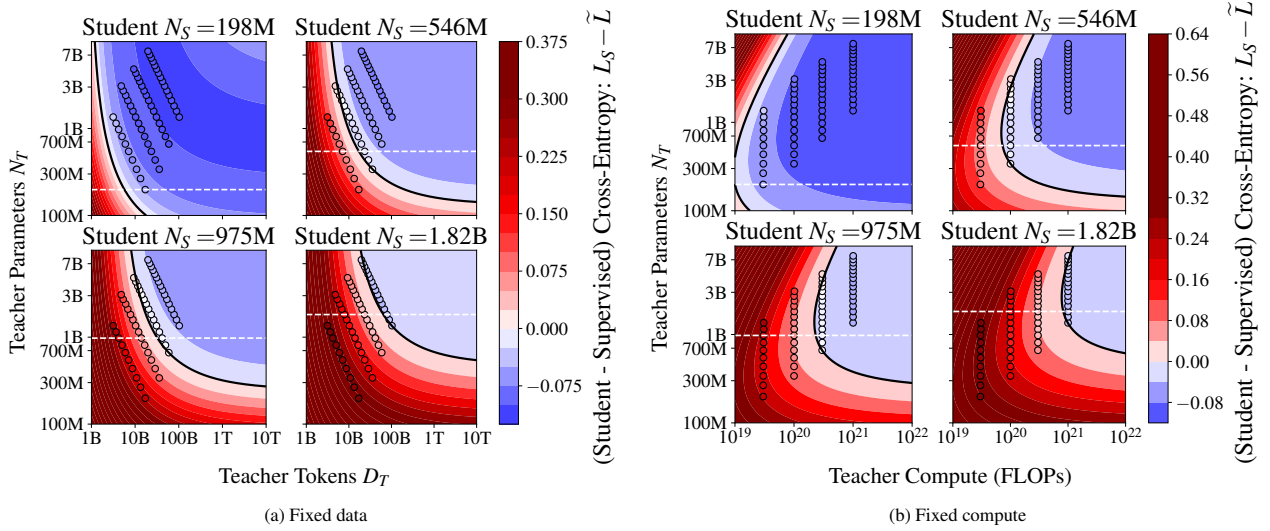 Student N_S = 198M
Student N_S = 546M
7B
3B
1B
700M
300M
100M
Student N_S = 975M
Student N_S = 1.82B
7B
3B
1B
700M
300M
100M
1B
10B
100B
1T
10T
1B
10B
100B
1T
10T
Teacher Parameters N_T
Teacher Tokens D_T
0.375
0.300
0.225
0.150
0.075
0.000
−0.075
(Student - Supervised) Cross-Entropy: L_S − L̃
(a) Fixed data
Student N_S = 198M
Student N_S = 546M
7B
3B
1B
700M
300M
100M
Student N_S = 975M
Student N_S = 1.82B
7B
3B
1B
700M
300M
100M
10^19
10^20
10^21
10^22
10^19
10^20
10^21
10^22
Teacher Parameters N_T
Teacher Compute (FLOPs)
0.64
0.56
0.48
0.40
0.32
0.24
0.16
0.08
0.00
−0.08
(Student - Supervised) Cross-Entropy: L_S − L̃
(b) Fixed compute